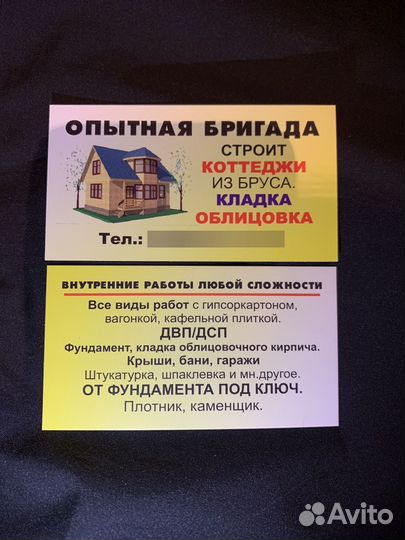 ОПЫТНАЯ БРИГАДА
СТРОИТ
КОТТЕДЖИ
ИЗ БРУСА.
КЛАДКА
ОБЛИЦОВКА
Тел.:
ВНУТРЕННИЕ РАБОТЫ ЛЮБОЙ СЛОЖНОСТИ
Все виды работ с гипсоркартоном,
вагонкой, кафельной плиткой.
ДВП/ДСП
Фундамент, кладка облицовочного кирпича.
Крыши, бани, гаражи
Штукатурка, шпаклевка и мн.другое.
ОТ ФУНДАМЕНТА ПОД КЛЮЧ.
Плотник, каменщик.
Avito